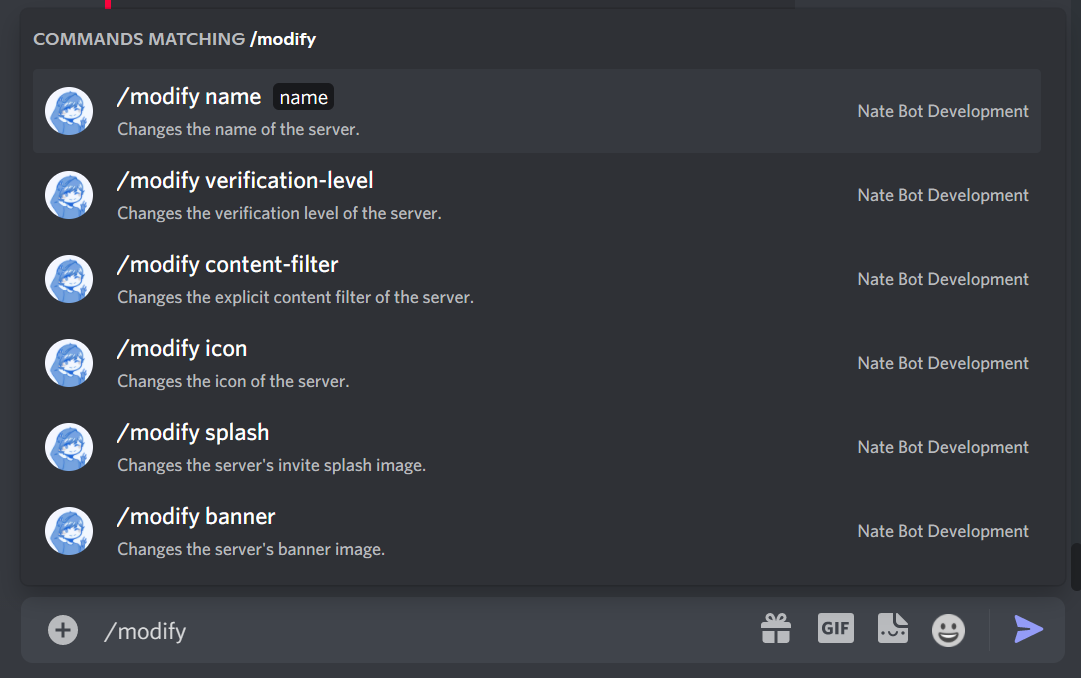 COMMANDS MATCHING /modify
/modify name name
Nate Bot Development
Changes the name of the server.
/modify verification-level
Nate Bot Development
Changes the verification level of the server.
/modify content-filter
Nate Bot Development
Changes the explicit content filter of the server.
/modify icon
Nate Bot Development
Changes the icon of the server.
/modify splash
Nate Bot Development
Changes the server's invite splash image.
/modify banner
Nate Bot Development
Changes the server's banner image.
/modify
GIF